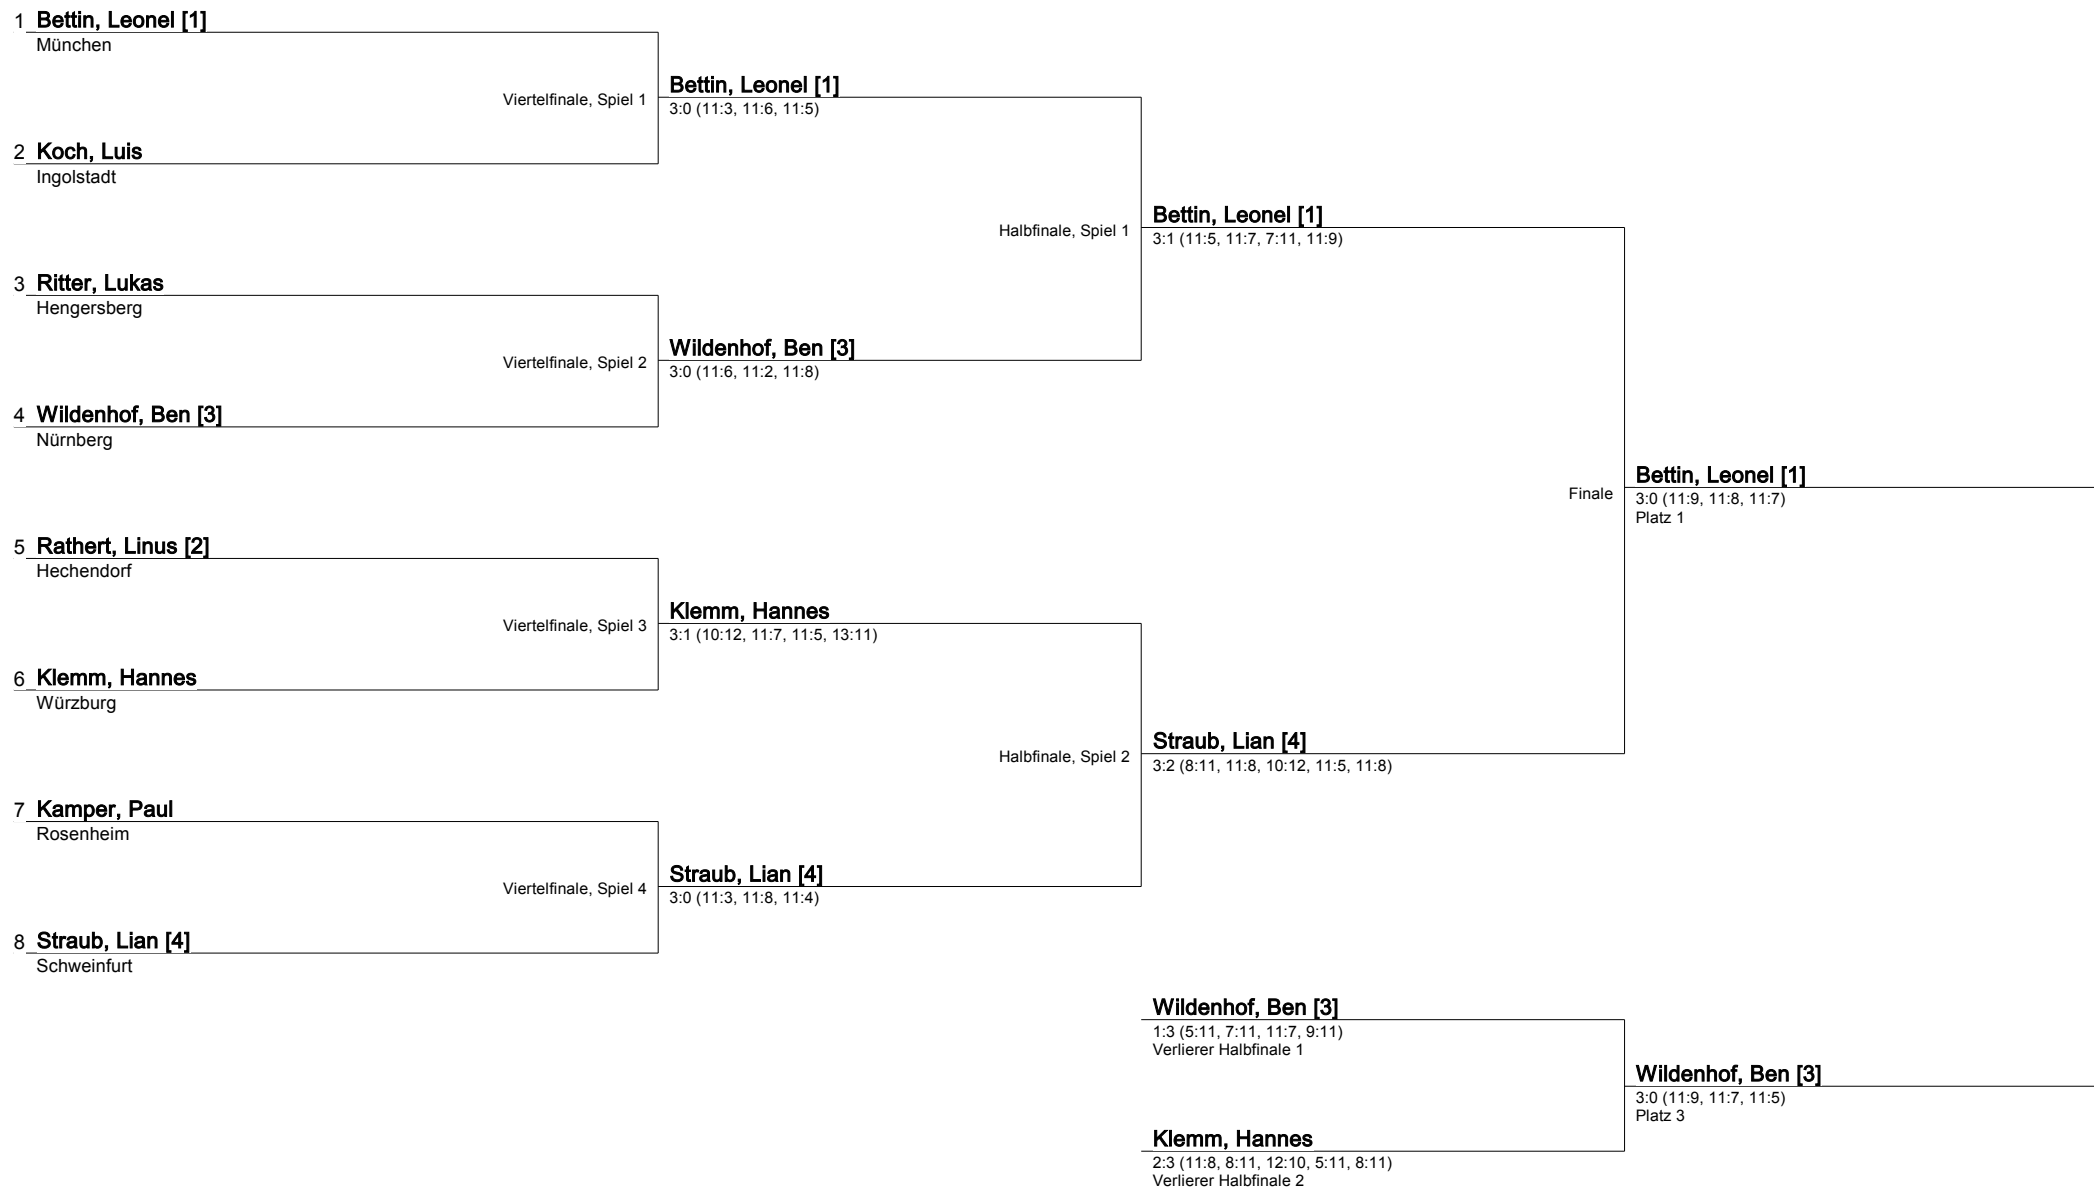 1 Bettin, Leonel [1]
München
Viertelfinale, Spiel 1
Bettin, Leonel [1]
3:0 (11:3, 11:6, 11:5)
2 Koch, Luis
Ingolstadt
Halbfinale, Spiel 1
Bettin, Leonel [1]
3:1 (11:5, 11:7, 7:11, 11:9)
3 Ritter, Lukas
Hengersberg
Viertelfinale, Spiel 2
Wildenhof, Ben [3]
3:0 (11:6, 11:2, 11:8)
4 Wildenhof, Ben [3]
Nürnberg
Finale
Bettin, Leonel [1]
3:0 (11:9, 11:8, 11:7)
Platz 1
5 Rathert, Linus [2]
Hechendorf
Viertelfinale, Spiel 3
Klemm, Hannes
3:1 (10:12, 11:7, 11:5, 13:11)
6 Klemm, Hannes
Würzburg
Halbfinale, Spiel 2
Straub, Lian [4]
3:2 (8:11, 11:8, 10:12, 11:5, 11:8)
7 Kamper, Paul
Rosenheim
Viertelfinale, Spiel 4
Straub, Lian [4]
3:0 (11:3, 11:8, 11:4)
8 Straub, Lian [4]
Schweinfurt
Wildenhof, Ben [3]
1:3 (5:11, 7:11, 11:7, 9:11)
Verlierer Halbfinale 1
Wildenhof, Ben [3]
3:0 (11:9, 11:7, 11:5)
Platz 3
Klemm, Hannes
2:3 (11:8, 8:11, 12:10, 5:11, 8:11)
Verlierer Halbfinale 2